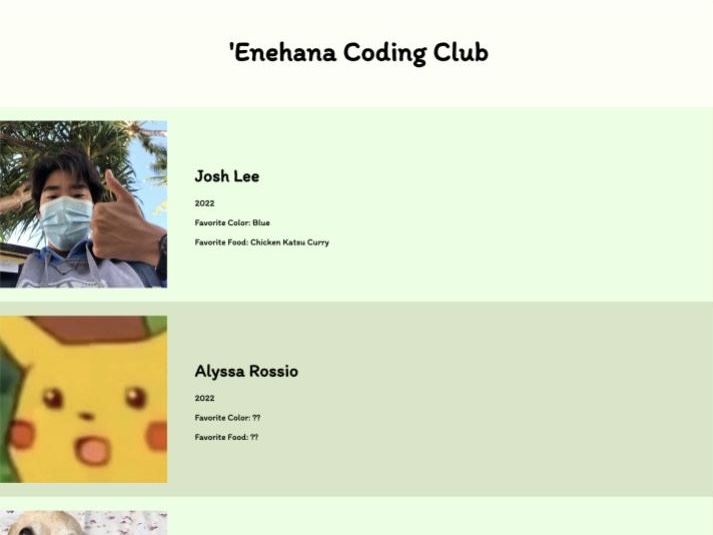 'Enehana Coding Club
Josh Lee
2022
Favorite Color: Blue
Favorite Food: Chicken Katsu Curry
Alyssa Rossio
2022
Favorite Color: ??
Favorite Food: ??